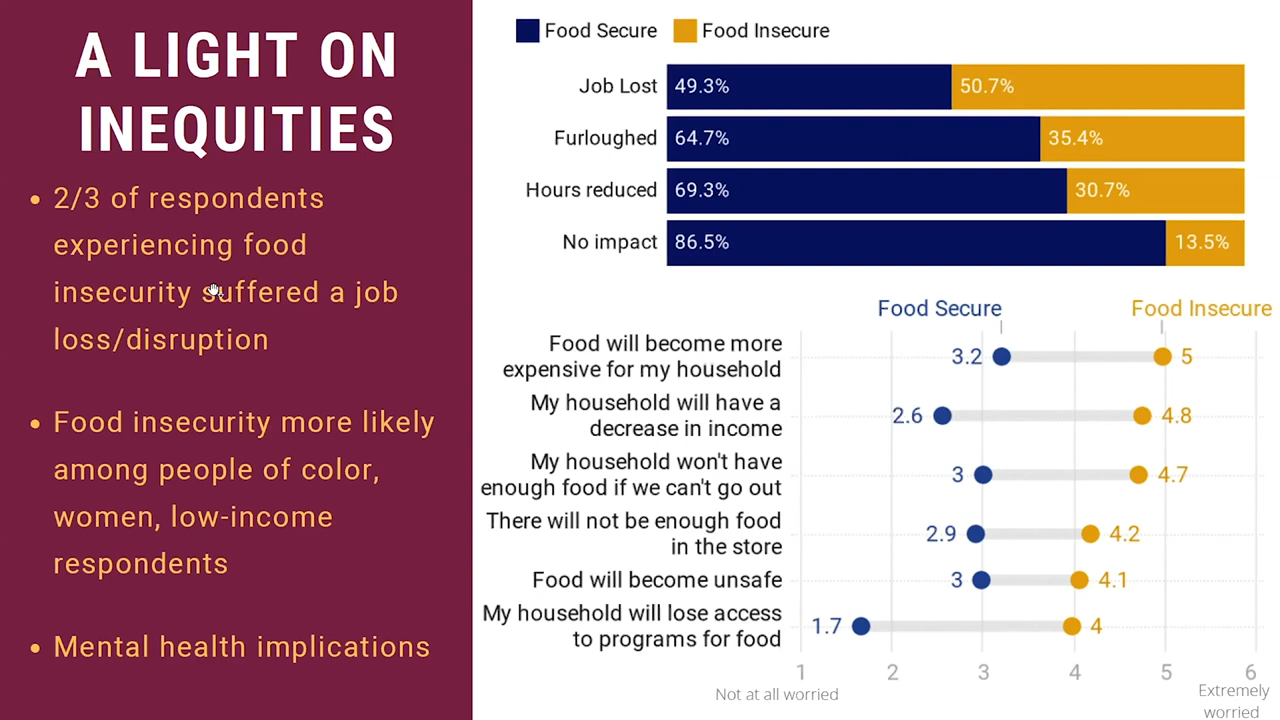 A LIGHT ON
INEQUITIES
• 2/3 of respondents
experiencing food
insecurity suffered a job
loss/disruption
• Food insecurity more likely
among people of color,
women, low-income
respondents
• Mental health implications
Food Secure Food Insecure
Job Lost 49.3% 50.7%
Furloughed 64.7% 35.4%
Hours reduced 69.3% 30.7%
No impact 86.5% 13.5%
Food Secure Food Insecure
Food will become more
expensive for my household 3.2 5
My household will have a
decrease in income 2.6 4.8
My household won't have
enough food if we can't go out 3 4.7
There will not be enough food
in the store 2.9 4.2
Food will become unsafe 3 4.1
My household will lose access
to programs for food 1.7 4
1 2 3 4 5 6
Not at all worried Extremely
worried